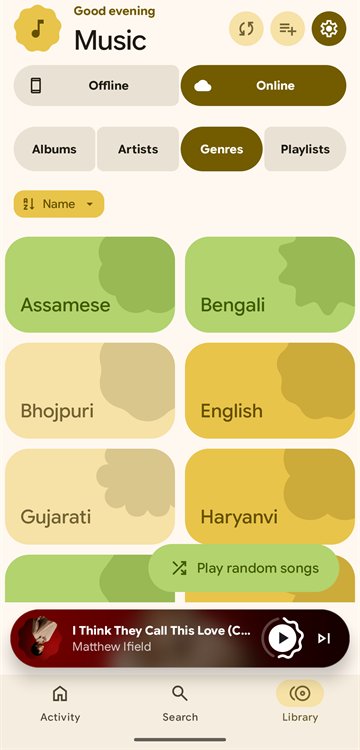 Good evening
Music
Offline
Online
Albums
Artists
Genres
Playlists
Name
Assamese
Bengali
Bhojpuri
English
Gujarati
Haryanvi
Play random songs
I Think They Call This Love (C...
Matthew Ifield
Activity
Search
Library